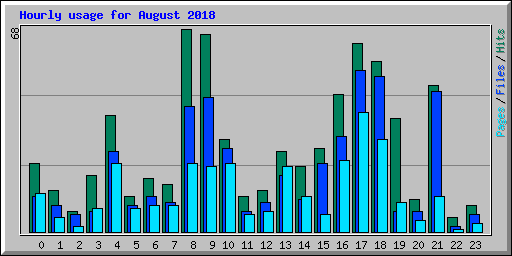 Hourly usage for August 2018
68
Pages/Files/Hits
0 1 2 3 4 5 6 7 8 9 10 11 12 13 14 15 16 17 18 19 20 21 22 23